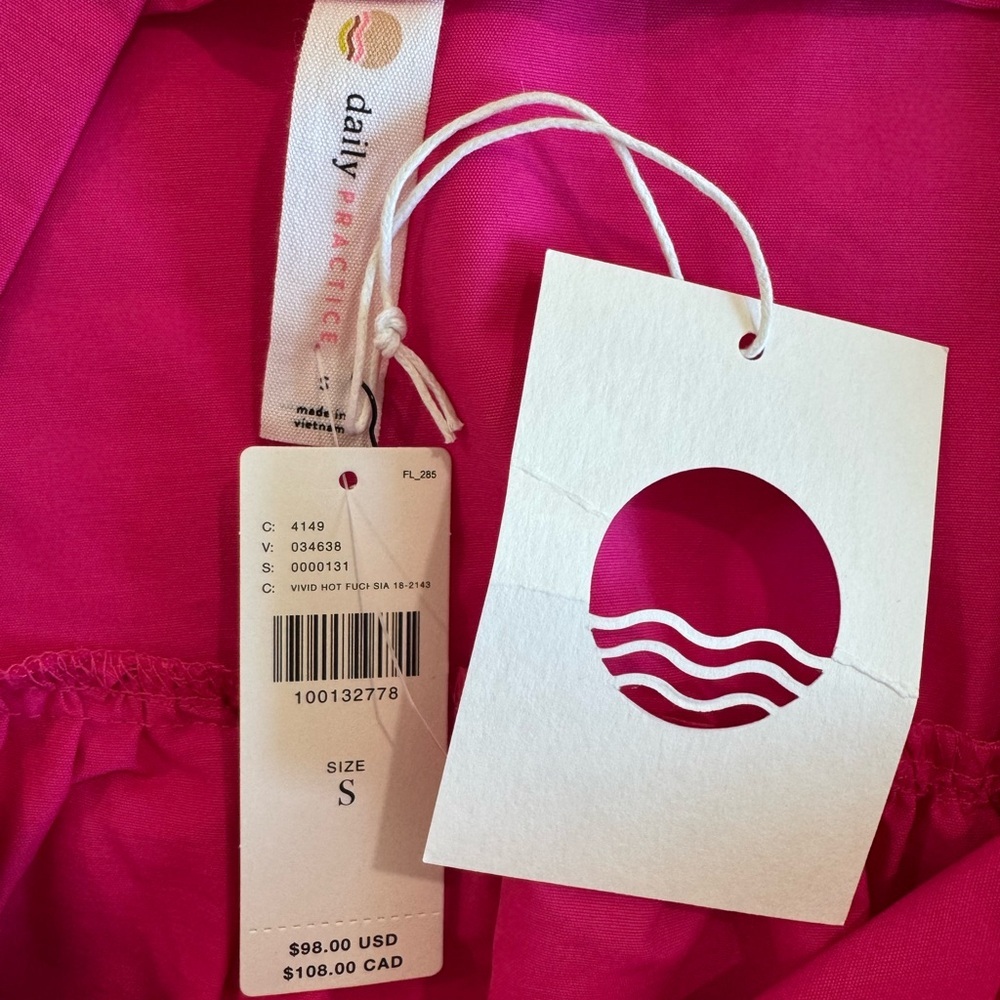 daily PRACTICE
S
made in
vietnam
FL_285
C: 4149
V: 034638
S: 0000131
C: VIVID HOT FUCHSIA 18-2143
100132778
SIZE
S
$98.00 USD
$108.00 CAD